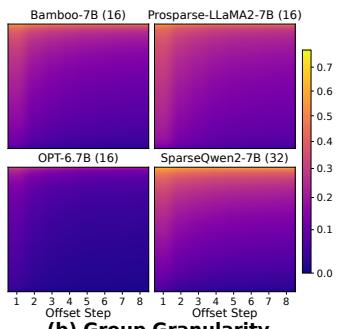 Bamboo-7B (16) Prosparse-LLaMA2-7B (16)
0.7
0.6
0.5
0.4
OPT-6.7B (16) SparseQwen2-7B (32)
0.3
0.2
0.1
0.0
1 2 3 4 5 6 7 8 1 2 3 4 5 6 7 8
Offset Step Offset Step
(b) Group Granularity